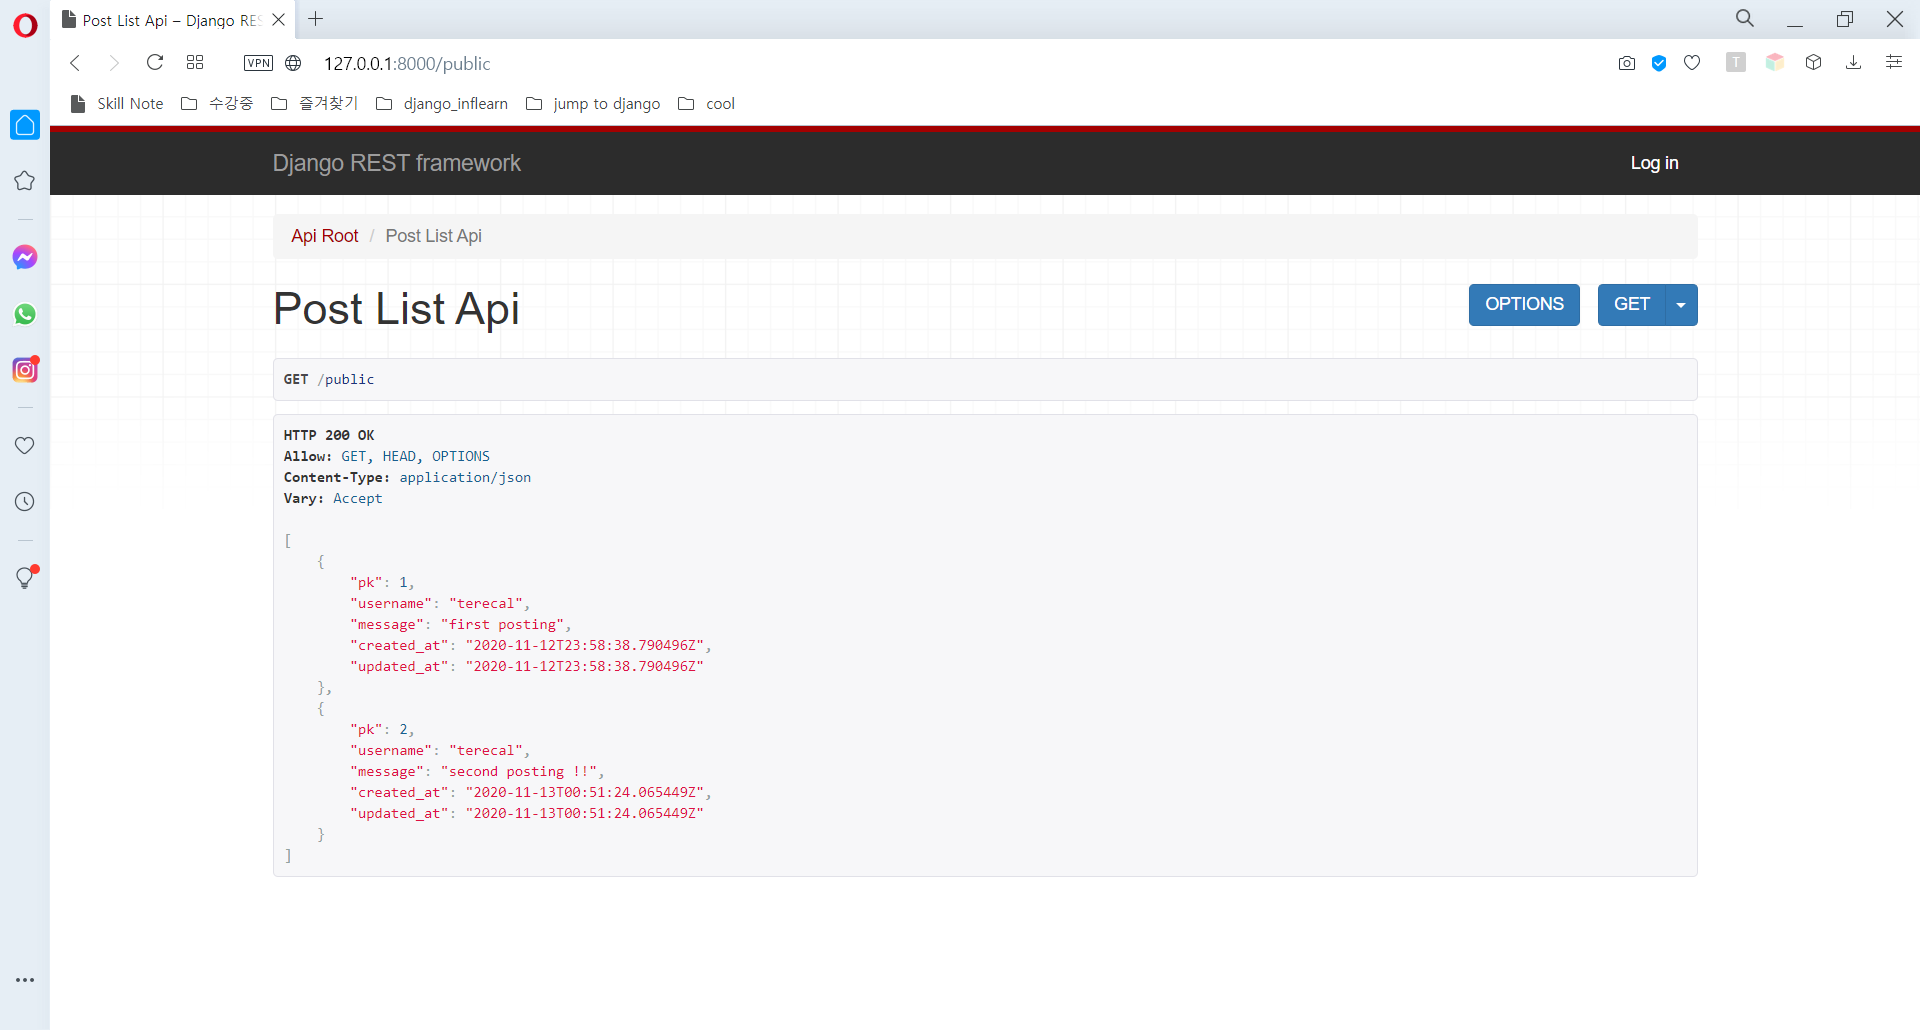 Post List Api – Django RES
VPN 127.0.0.1:8000/public
T
Skill Note 수강중 즐겨찾기 django_inflearn jump to django cool
Django REST framework Log in
Api Root / Post List Api
Post List Api OPTIONS GET
GET /public
HTTP 200 OK
Allow: GET, HEAD, OPTIONS
Content-Type: application/json
Vary: Accept
[
    {
        "pk": 1,
        "username": "terecal",
        "message": "first posting",
        "created_at": "2020-11-12T23:58:38.790496Z",
        "updated_at": "2020-11-12T23:58:38.790496Z"
    },
    {
        "pk": 2,
        "username": "terecal",
        "message": "second posting !!",
        "created_at": "2020-11-13T00:51:24.065449Z",
        "updated_at": "2020-11-13T00:51:24.065449Z"
    }
]